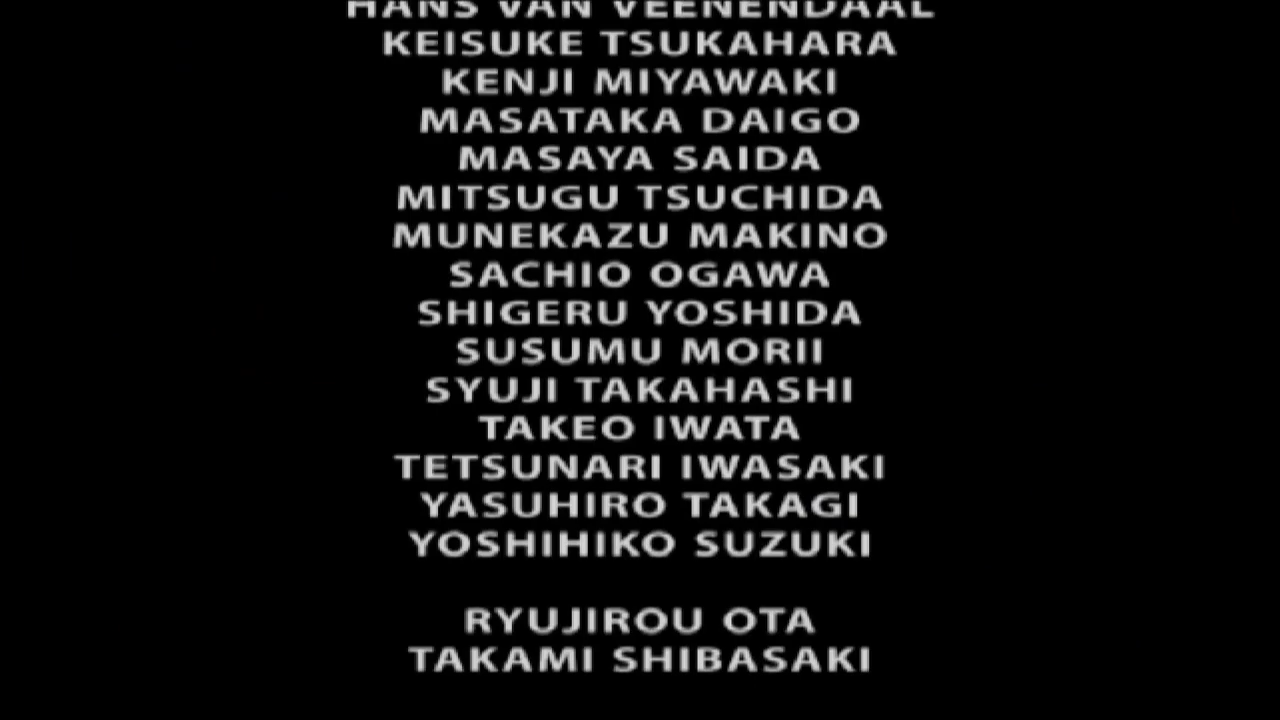 HANS VAN VEENENDAAL
KEISUKE TSUKAHARA
KENJI MIYAWAKI
MASATAKA DAIGO
MASAYA SAIDA
MITSUGU TSUCHIDA
MUNEKAZU MAKINO
SACHIO OGAWA
SHIGERU YOSHIDA
SUSUMU MORII
SYUJI TAKAHASHI
TAKEO IWATA
TETSUNARI IWASAKI
YASUHIRO TAKAGI
YOSHIHIKO SUZUKI
RYUJIROU OTA
TAKAMI SHIBASAKI